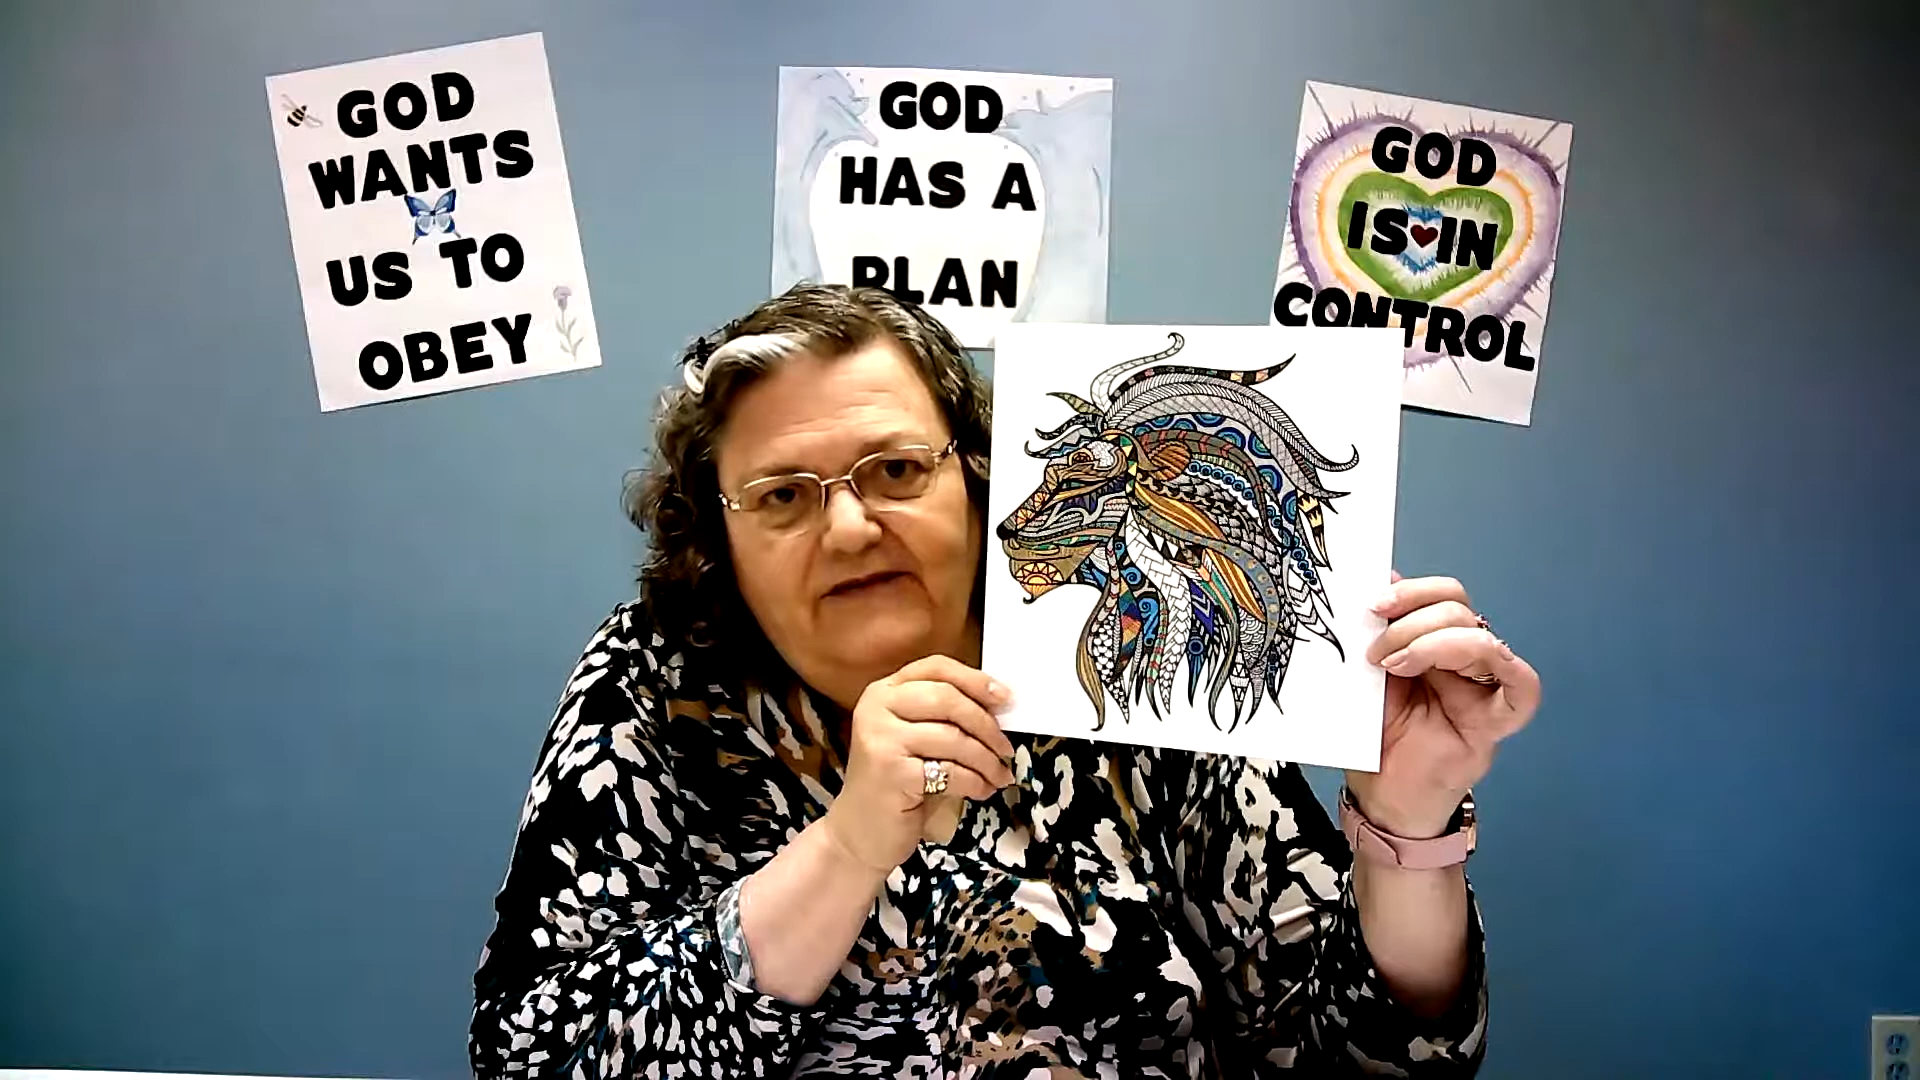 GOD
WANTS
US TO
OBEY
GOD
HAS A
PLAN
GOD
IS IN
CONTROL